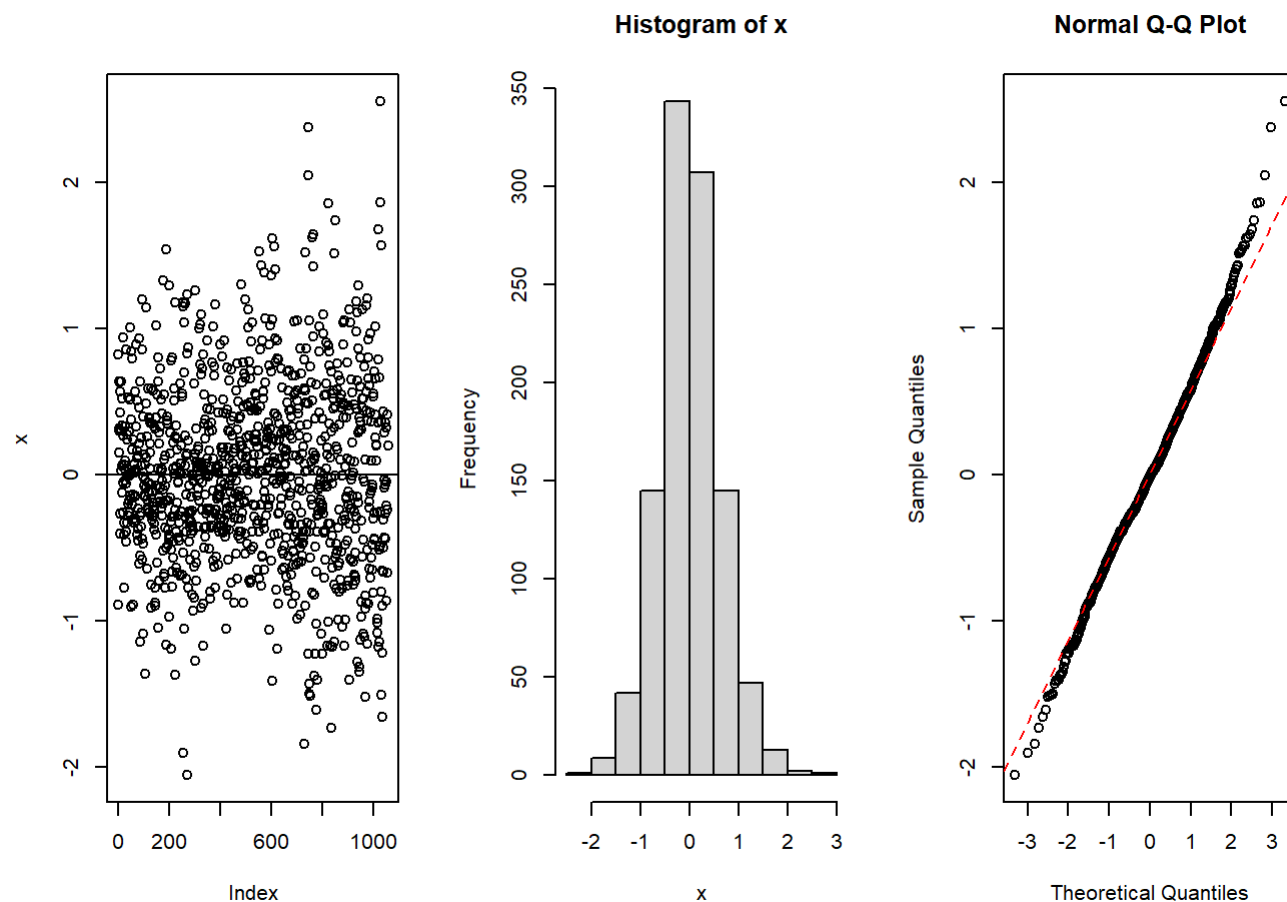 Histogram of x
Normal Q-Q Plot
x
2
1
0
-1
-2
0 200 600 1000
Index
Frequency
350
300
250
200
150
100
50
0
-2 -1 0 1 2 3
x
Sample Quantiles
2
1
0
-1
-2
-3 -2 -1 0 1 2 3
Theoretical Quantiles